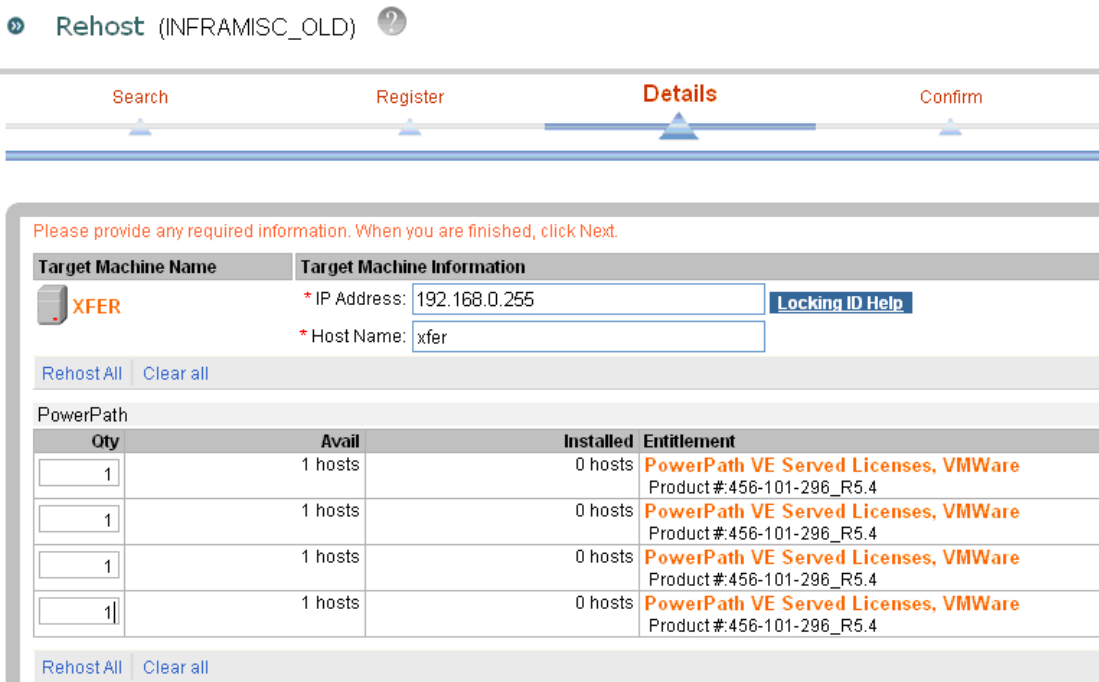 Rehost (INFRAMISC_OLD) ?
Search Register Details Confirm
Please provide any required information. When you are finished, click Next.
Target Machine Name Target Machine Information
XFER * IP Address: 192.168.0.255 Locking ID Help
* Host Name: xfer
Rehost All Clear all
PowerPath
Qty Avail Installed Entitlement
1 1 hosts 0 hosts PowerPath VE Served Licenses, VMWare
Product #:456-101-296_R5.4
1 1 hosts 0 hosts PowerPath VE Served Licenses, VMWare
Product #:456-101-296_R5.4
1 1 hosts 0 hosts PowerPath VE Served Licenses, VMWare
Product #:456-101-296_R5.4
1 1 hosts 0 hosts PowerPath VE Served Licenses, VMWare
Product #:456-101-296_R5.4
Rehost All Clear all